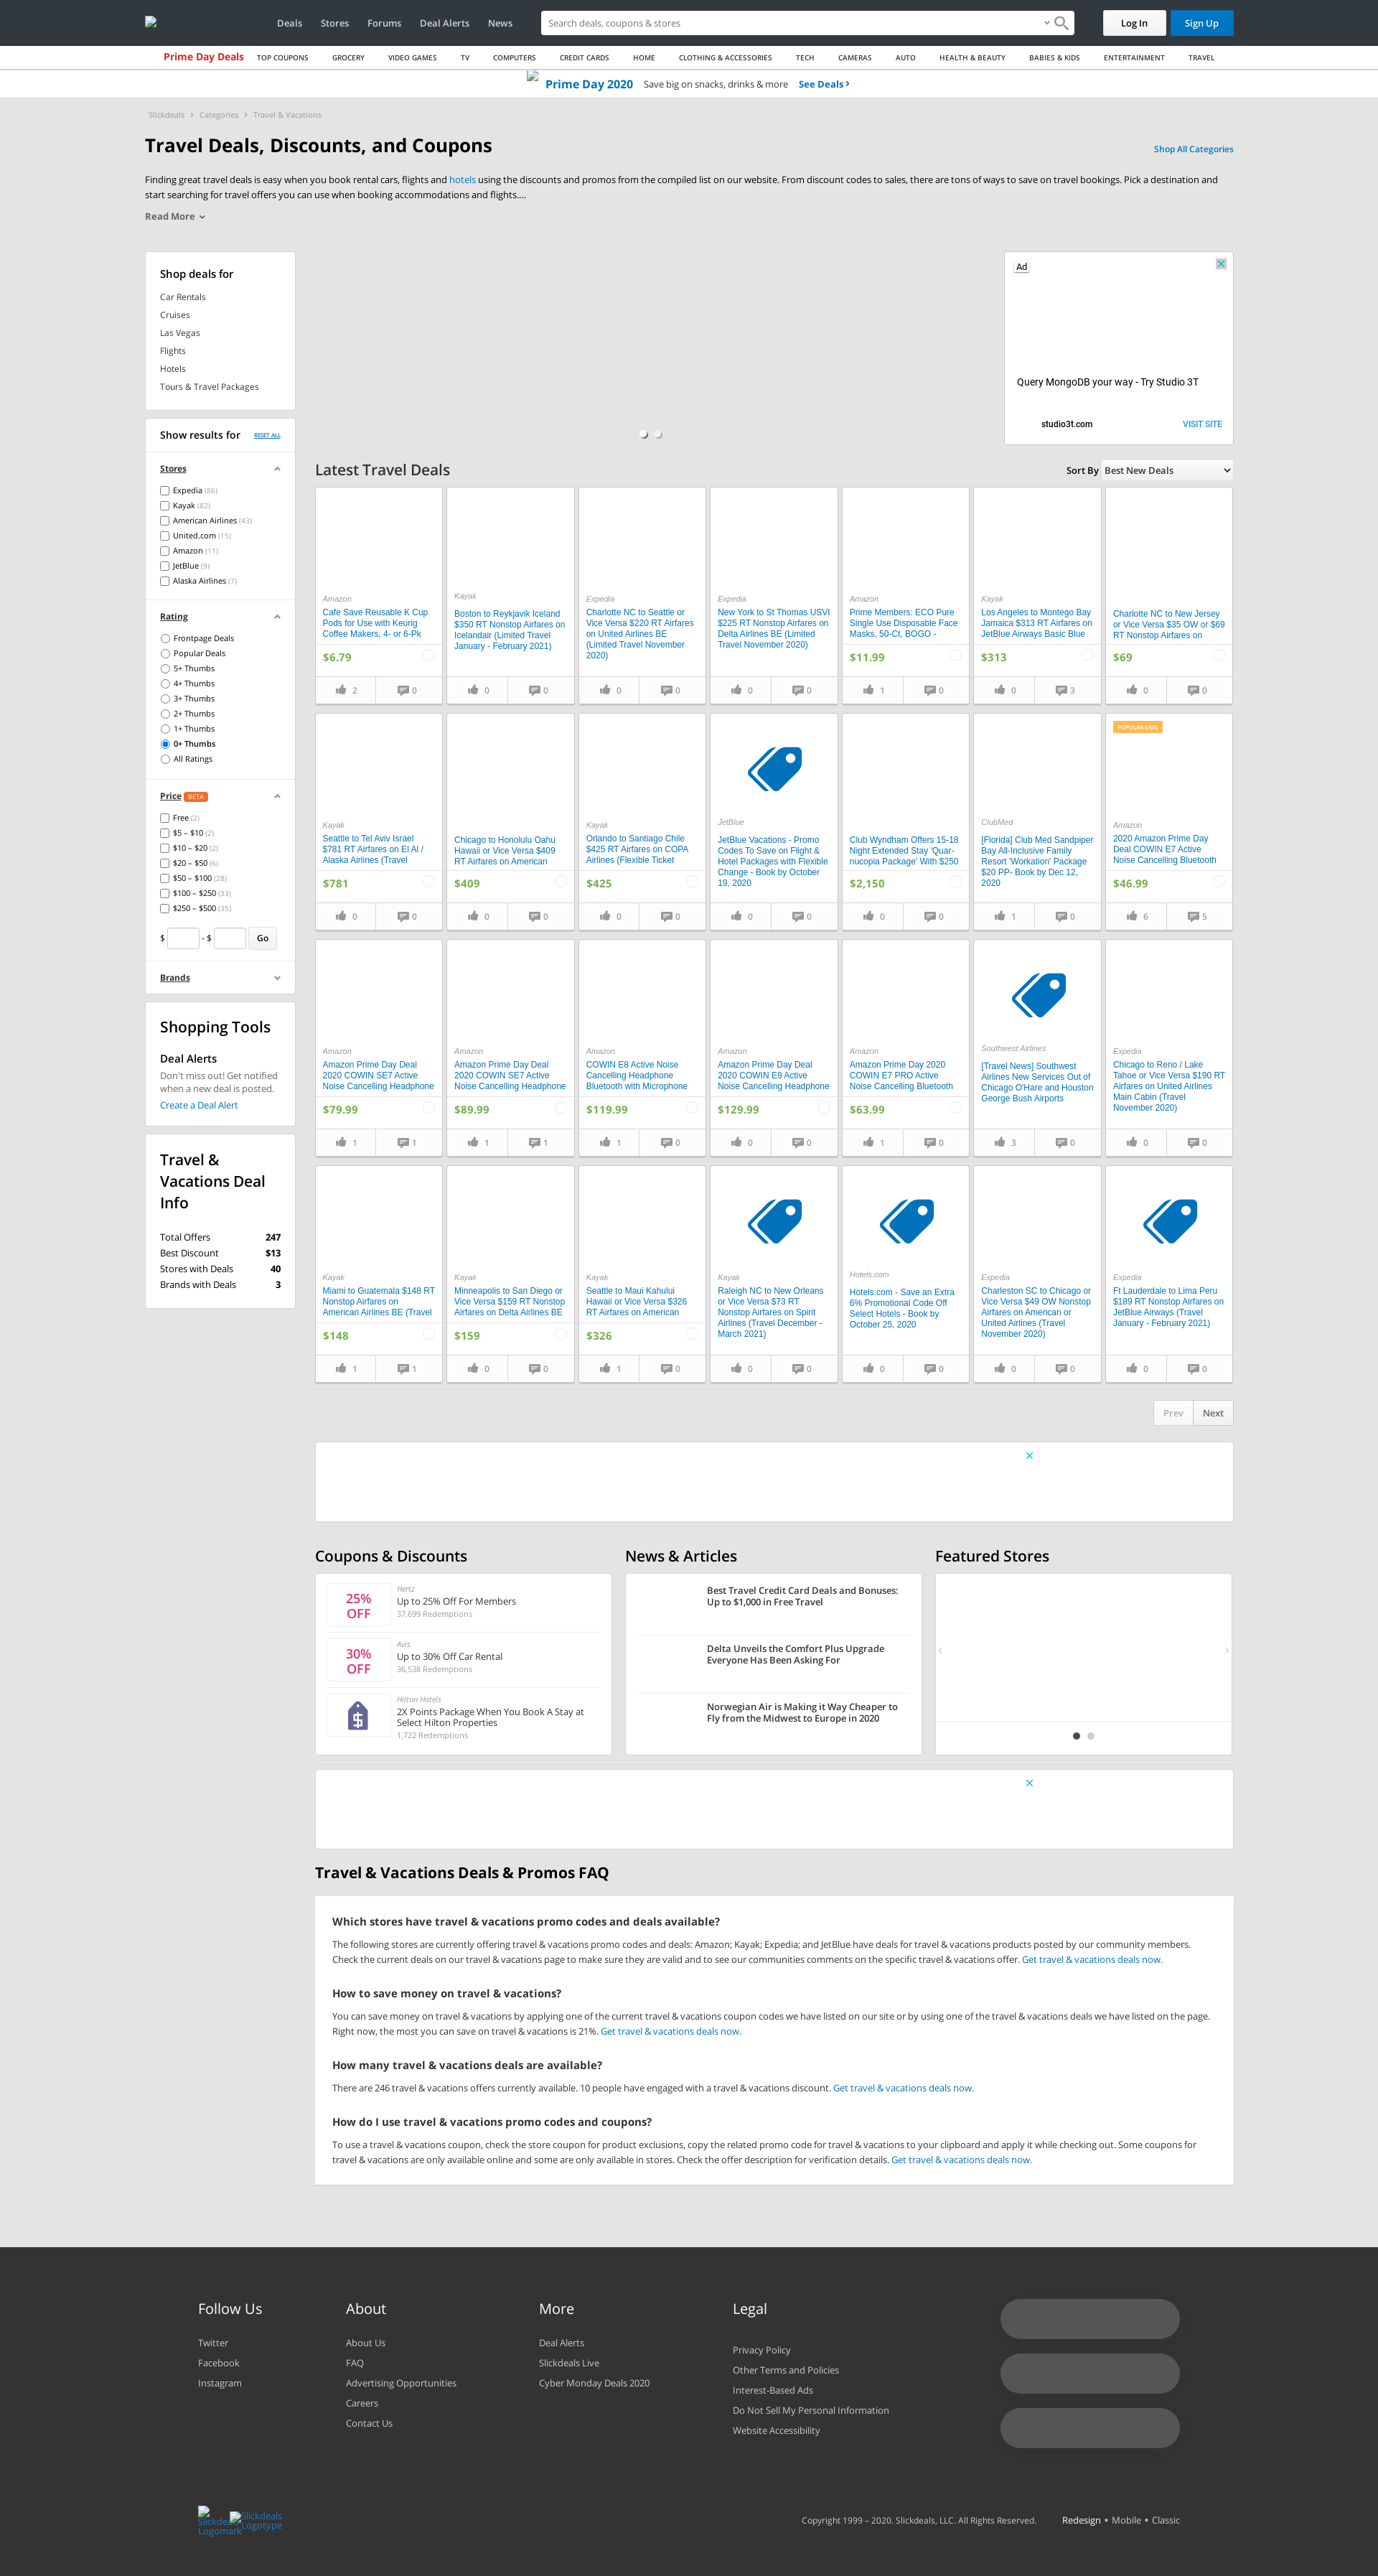 Deals
Stores
Forums
Deal Alerts
News
Search deals, coupons & stores
Log In
Sign Up
Prime Day Deals
TOP COUPONS
GROCERY
VIDEO GAMES
TV
COMPUTERS
CREDIT CARDS
HOME
CLOTHING & ACCESSORIES
TECH
CAMERAS
AUTO
HEALTH & BEAUTY
BABIES & KIDS
ENTERTAINMENT
TRAVEL
Prime Day 2020 Save big on snacks, drinks & more See Deals
Slickdeals > Categories > Travel & Vacations
Travel Deals, Discounts, and Coupons
Shop All Categories
Finding great travel deals is easy when you book rental cars, flights and hotels using the discounts and promos from the compiled list on our website. From discount codes to sales, there are tons of ways to save on travel bookings. Pick a destination and
start searching for travel offers you can use when booking accommodations and flights....
Read More
Shop deals for
Car Rentals
Cruises
Las Vegas
Flights
Hotels
Tours & Travel Packages
Ad
Query MongoDB your way - Try Studio 3T
studio3t.com
VISIT SITE
Show results for
RESET ALL
Stores
Expedia (86)
Kayak (82)
American Airlines (43)
United.com (15)
Amazon (11)
JetBlue (9)
Alaska Airlines (7)
Rating
Frontpage Deals
Popular Deals
5+ Thumbs
4+ Thumbs
3+ Thumbs
2+ Thumbs
1+ Thumbs
0+ Thumbs
All Ratings
Price BETA
Free (2)
$5 – $10 (2)
$10 – $20 (2)
$20 – $50 (6)
$50 – $100 (28)
$100 – $250 (33)
$250 – $500 (35)
$ - $ Go
Brands
Shopping Tools
Deal Alerts
Don't miss out! Get notified
when a new deal is posted.
Create a Deal Alert
Travel &
Vacations Deal
Info
Total Offers 247
Best Discount $13
Stores with Deals 40
Brands with Deals 3
Latest Travel Deals
Sort By Best New Deals
Amazon
Cafe Save Reusable K Cup
Pods for Use with Keurig
Coffee Makers, 4- or 6-Pk
$6.79
2 0
Kayak
Boston to Reykjavik Iceland
$350 RT Nonstop Airfares on
Icelandair (Limited Travel
January - February 2021)
0 0
Expedia
Charlotte NC to Seattle or
Vice Versa $220 RT Airfares
on United Airlines BE
(Limited Travel November
2020)
0 0
Expedia
New York to St Thomas USVI
$225 RT Nonstop Airfares on
Delta Airlines BE (Limited
Travel November 2020)
0 0
Amazon
Prime Members: ECO Pure
Single Use Disposable Face
Masks, 50-Ct, BOGO -
$11.99
1 0
Kayak
Los Angeles to Montego Bay
Jamaica $313 RT Airfares on
JetBlue Airways Basic Blue
$313
0 3
Charlotte NC to New Jersey
or Vice Versa $35 OW or $69
RT Nonstop Airfares on
$69
0 0
Kayak
Seattle to Tel Aviv Israel
$781 RT Airfares on El Al /
Alaska Airlines (Travel
$781
0 0
Chicago to Honolulu Oahu
Hawaii or Vice Versa $409
RT Airfares on American
$409
0 0
Kayak
Orlando to Santiago Chile
$425 RT Airfares on COPA
Airlines (Flexible Ticket
$425
0 0
JetBlue
JetBlue Vacations - Promo
Codes To Save on Flight &
Hotel Packages with Flexible
Change - Book by October
19, 2020
0 0
Club Wyndham Offers 15-18
Night Extended Stay 'Quar-
nucopia Package' With $250
$2,150
0 0
ClubMed
[Florida] Club Med Sandpiper
Bay All-Inclusive Family
Resort 'Workation' Package
$20 PP- Book by Dec 12,
2020
1 0
POPULAR DEAL
Amazon
2020 Amazon Prime Day
Deal COWIN E7 Active
Noise Cancelling Bluetooth
$46.99
6 5
Amazon
Amazon Prime Day Deal
2020 COWIN SE7 Active
Noise Cancelling Headphone
$79.99
1 1
Amazon
Amazon Prime Day Deal
2020 COWIN SE7 Active
Noise Cancelling Headphone
$89.99
1 1
Amazon
COWIN E8 Active Noise
Cancelling Headphone
Bluetooth with Microphone
$119.99
1 0
Amazon
Amazon Prime Day Deal
2020 COWIN E9 Active
Noise Cancelling Headphone
$129.99
0 0
Amazon
Amazon Prime Day 2020
COWIN E7 PRO Active
Noise Cancelling Bluetooth
$63.99
1 0
Southwest Airlines
[Travel News] Southwest
Airlines New Services Out of
Chicago O'Hare and Houston
George Bush Airports
3 0
Expedia
Chicago to Reno / Lake
Tahoe or Vice Versa $190 RT
Airfares on United Airlines
Main Cabin (Travel
November 2020)
0 0
Kayak
Miami to Guatemala $148 RT
Nonstop Airfares on
American Airlines BE (Travel
$148
1 1
Kayak
Minneapolis to San Diego or
Vice Versa $159 RT Nonstop
Airfares on Delta Airlines BE
$159
0 0
Kayak
Seattle to Maui Kahului
Hawaii or Vice Versa $326
RT Airfares on American
$326
1 0
Kayak
Raleigh NC to New Orleans
or Vice Versa $73 RT
Nonstop Airfares on Spirit
Airlines (Travel December -
March 2021)
0 0
Hotels.com
Hotels.com - Save an Extra
6% Promotional Code Off
Select Hotels - Book by
October 25, 2020
0 0
Expedia
Charleston SC to Chicago or
Vice Versa $49 OW Nonstop
Airfares on American or
United Airlines (Travel
November 2020)
0 0
Expedia
Ft Lauderdale to Lima Peru
$189 RT Nonstop Airfares on
JetBlue Airways (Travel
January - February 2021)
0 0
Prev
Next
Coupons & Discounts
25%
OFF
Hertz
Up to 25% Off For Members
37,699 Redemptions
30%
OFF
Avis
Up to 30% Off Car Rental
36,538 Redemptions
Hilton Hotels
2X Points Package When You Book A Stay at
Select Hilton Properties
1,722 Redemptions
News & Articles
Best Travel Credit Card Deals and Bonuses:
Up to $1,000 in Free Travel
Delta Unveils the Comfort Plus Upgrade
Everyone Has Been Asking For
Norwegian Air is Making it Way Cheaper to
Fly from the Midwest to Europe in 2020
Featured Stores
Travel & Vacations Deals & Promos FAQ
Which stores have travel & vacations promo codes and deals available?
The following stores are currently offering travel & vacations promo codes and deals: Amazon; Kayak; Expedia; and JetBlue have deals for travel & vacations products posted by our community members.
Check the current deals on our travel & vacations page to make sure they are valid and to see our communities comments on the specific travel & vacations offer. Get travel & vacations deals now.
How to save money on travel & vacations?
You can save money on travel & vacations by applying one of the current travel & vacations coupon codes we have listed on our site or by using one of the travel & vacations deals we have listed on the page.
Right now, the most you can save on travel & vacations is 21%. Get travel & vacations deals now.
How many travel & vacations deals are available?
There are 246 travel & vacations offers currently available. 10 people have engaged with a travel & vacations discount. Get travel & vacations deals now.
How do I use travel & vacations promo codes and coupons?
To use a travel & vacations coupon, check the store coupon for product exclusions, copy the related promo code for travel & vacations to your clipboard and apply it while checking out. Some coupons for
travel & vacations are only available online and some are only available in stores. Check the offer description for verification details. Get travel & vacations deals now.
Follow Us
Twitter
Facebook
Instagram
About
About Us
FAQ
Advertising Opportunities
Careers
Contact Us
More
Deal Alerts
Slickdeals Live
Cyber Monday Deals 2020
Legal
Privacy Policy
Other Terms and Policies
Interest-Based Ads
Do Not Sell My Personal Information
Website Accessibility
Slickdeals
Logomark
Slickdeals
Logotype
Copyright 1999 – 2020. Slickdeals, LLC. All Rights Reserved.
Redesign • Mobile • Classic